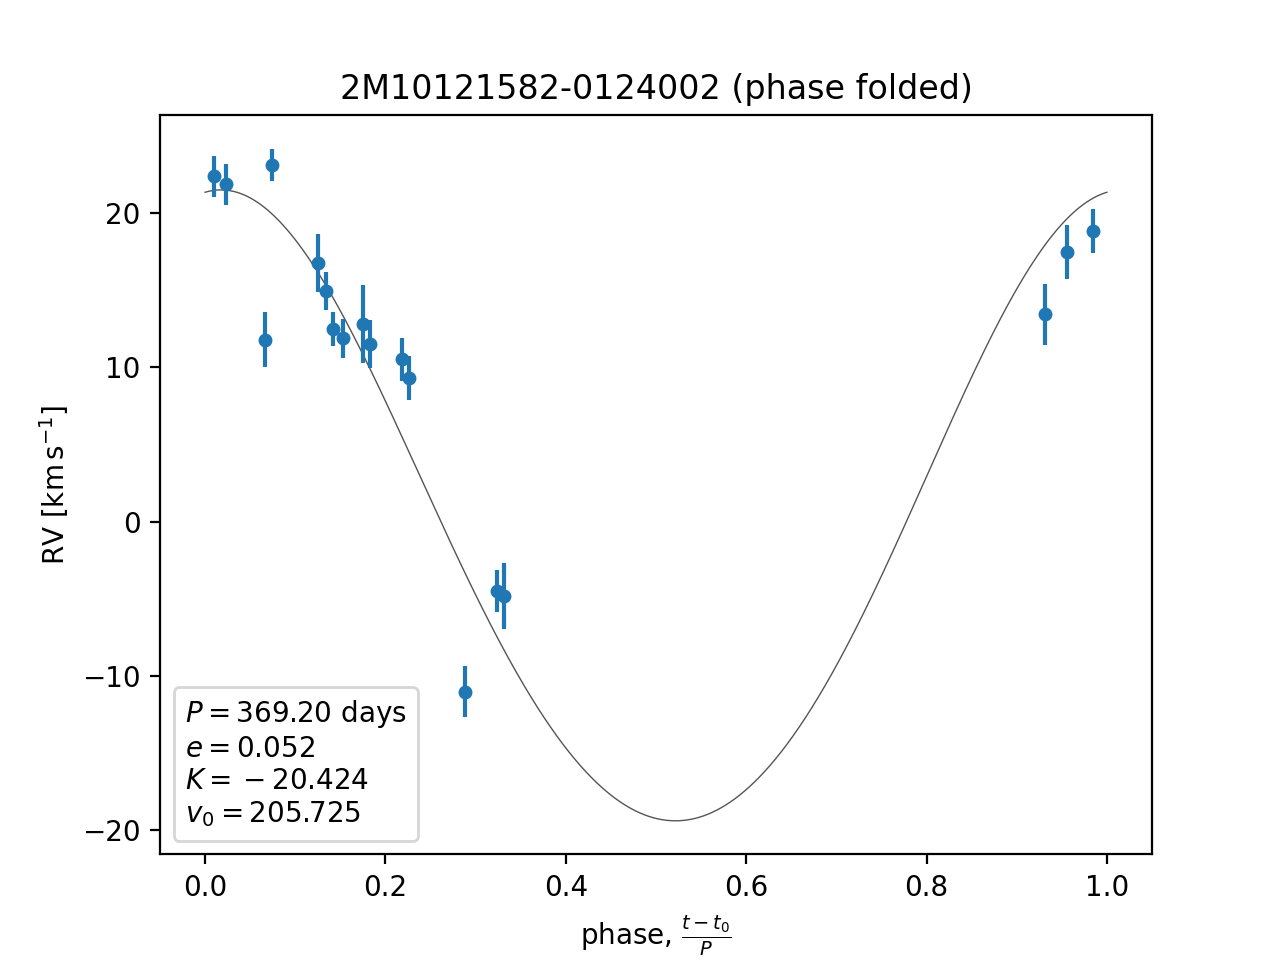 2M10121582-0124002 (phase folded)
RV [km s⁻¹]
20
10
0
−10
−20
P = 369.20 days
e = 0.052
K = −20.424
v₀ = 205.725
0.0 0.2 0.4 0.6 0.8 1.0
phase, (t − t₀)/P